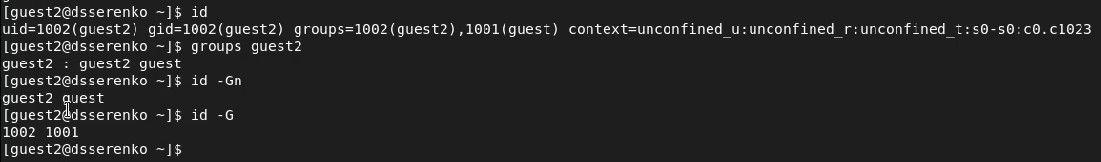 [guest2@dsserenko ~]$ id
uid=1002(guest2) gid=1002(guest2) groups=1002(guest2),1001(guest) context=unconfined_u:unconfined_r:unconfined_t:s0-s0:c0.c1023
[guest2@dsserenko ~]$ groups guest2
guest2 : guest2 guest
[guest2@dsserenko ~]$ id -Gn
guest2 guest
[guest2@dsserenko ~]$ id -G
1002 1001
[guest2@dsserenko ~]$